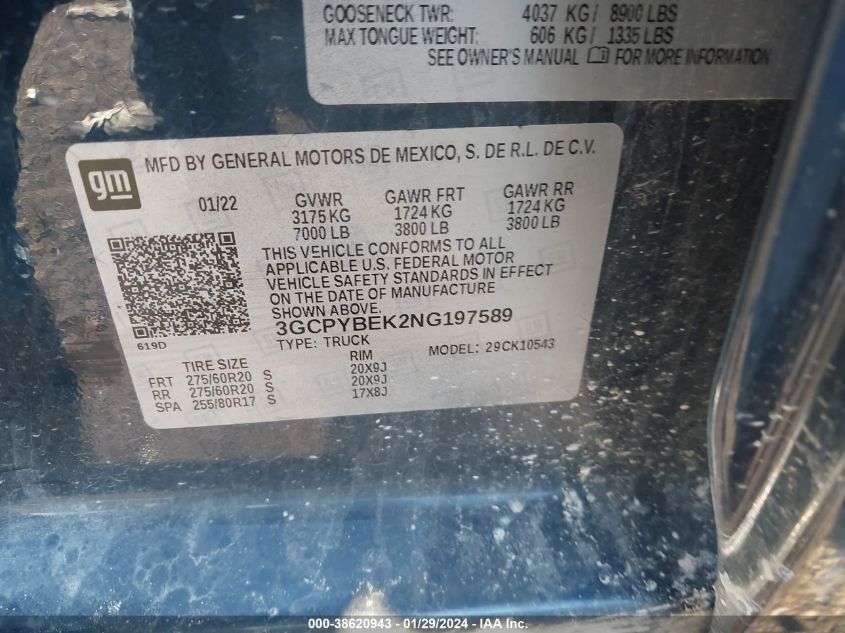 GOOSENECK TWR: 4037 KG/ 8900 LBS
MAX TONGUE WEIGHT: 606 KG/ 1335 LBS
SEE OWNER'S MANUAL FOR MORE INFORMATION
gm
MFD BY GENERAL MOTORS DE MEXICO, S. DE R.L. DE C.V.
01/22 GVWR GAWR FRT GAWR RR
3175 KG 1724 KG 1724 KG
7000 LB 3800 LB 3800 LB
THIS VEHICLE CONFORMS TO ALL
APPLICABLE U.S. FEDERAL MOTOR
VEHICLE SAFETY STANDARDS IN EFFECT
ON THE DATE OF MANUFACTURE
SHOWN ABOVE.
3GCPYBEK2NG197589
619D
TYPE: TRUCK MODEL: 29CK10543
TIRE SIZE RIM
FRT 275/60R20 S 20X9J
RR 275/60R20 S 20X9J
SPA 255/80R17 S 17X8J
000-38620943 / 01/29/2024 / IAA Inc.